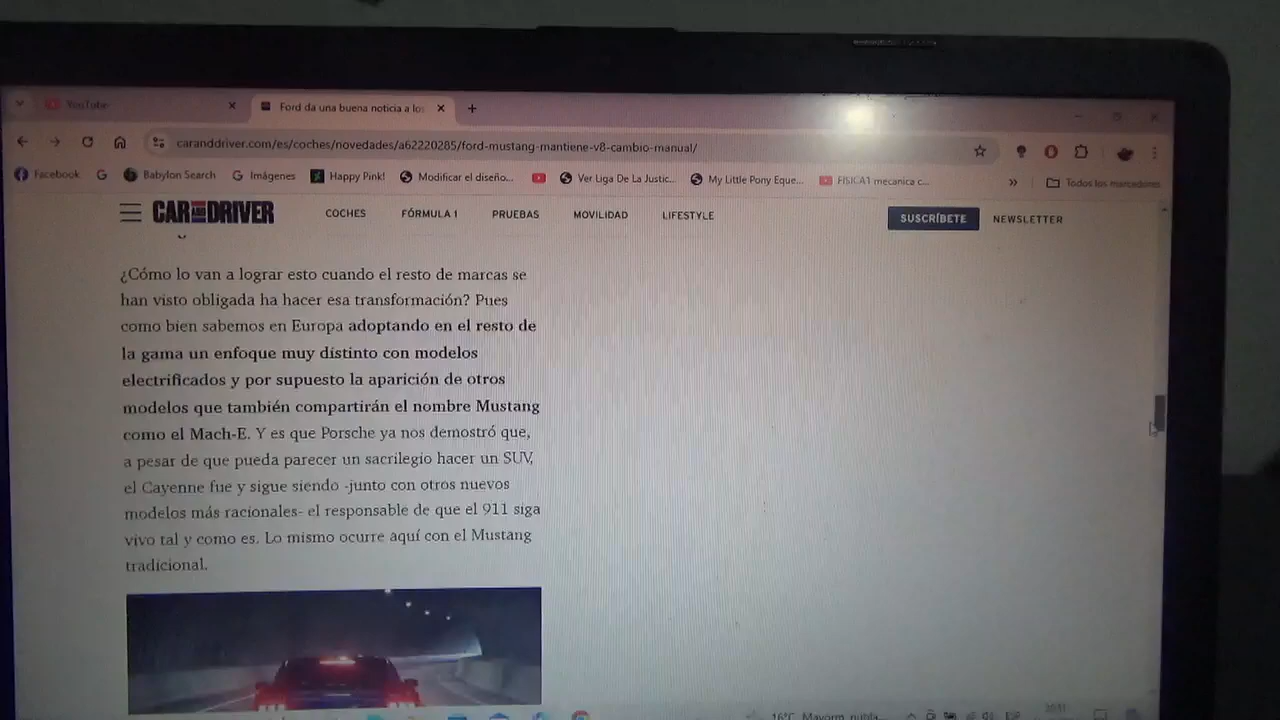 YouTube
Ford da una buena noticia a los
caranddriver.com/es/coches/novedades/a62220285/ford-mustang-mantiene-v8-cambio-manual/
Facebook
Babylon Search
Imágenes
Happy Pink!
Modificar el diseño...
Ver Liga De La Justic...
My Little Pony Eque...
FISICA1 mecanica c...
Todos los marcadores
CAR AND DRIVER
COCHES
FÓRMULA 1
PRUEBAS
MOVILIDAD
LIFESTYLE
SUSCRÍBETE
NEWSLETTER
¿Cómo lo van a lograr esto cuando el resto de marcas se
han visto obligada ha hacer esa transformación? Pues
como bien sabemos en Europa adoptando en el resto de
la gama un enfoque muy distinto con modelos
electrificados y por supuesto la aparición de otros
modelos que también compartirán el nombre Mustang
como el Mach-E. Y es que Porsche ya nos demostró que,
a pesar de que pueda parecer un sacrilegio hacer un SUV,
el Cayenne fue y sigue siendo -junto con otros nuevos
modelos más racionales- el responsable de que el 911 siga
vivo tal y como es. Lo mismo ocurre aquí con el Mustang
tradicional.
16°C